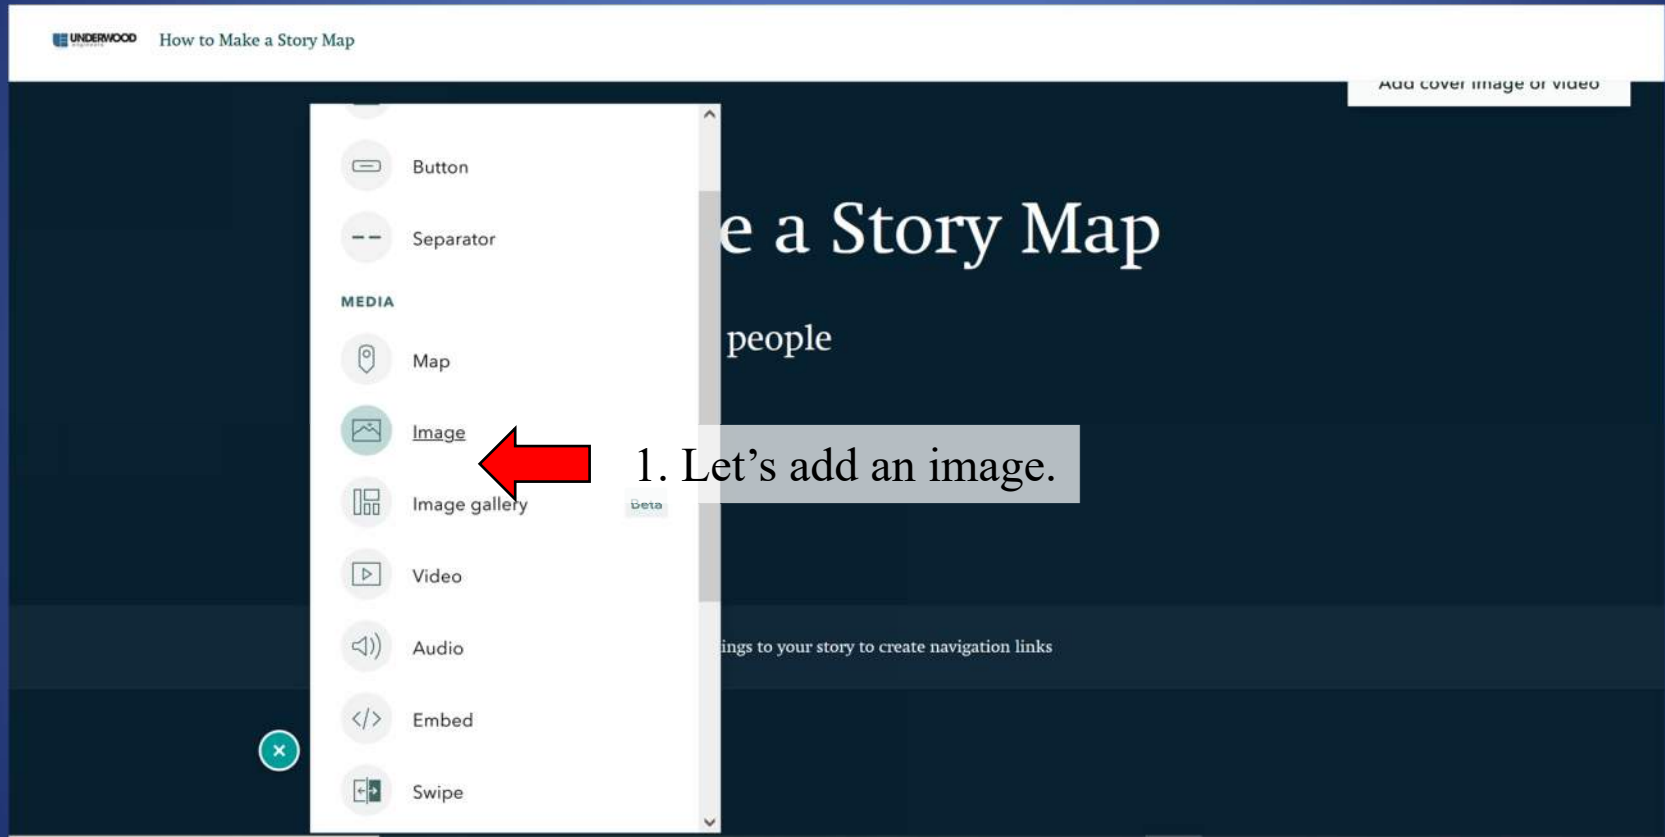 UNDERWOOD
engineers
How to Make a Story Map
Add cover image or video
Button
Separator
e a Story Map
MEDIA
people
Map
Image
1. Let’s add an image.
Image gallery
Beta
Video
Audio
ings to your story to create navigation links
Embed
Swipe